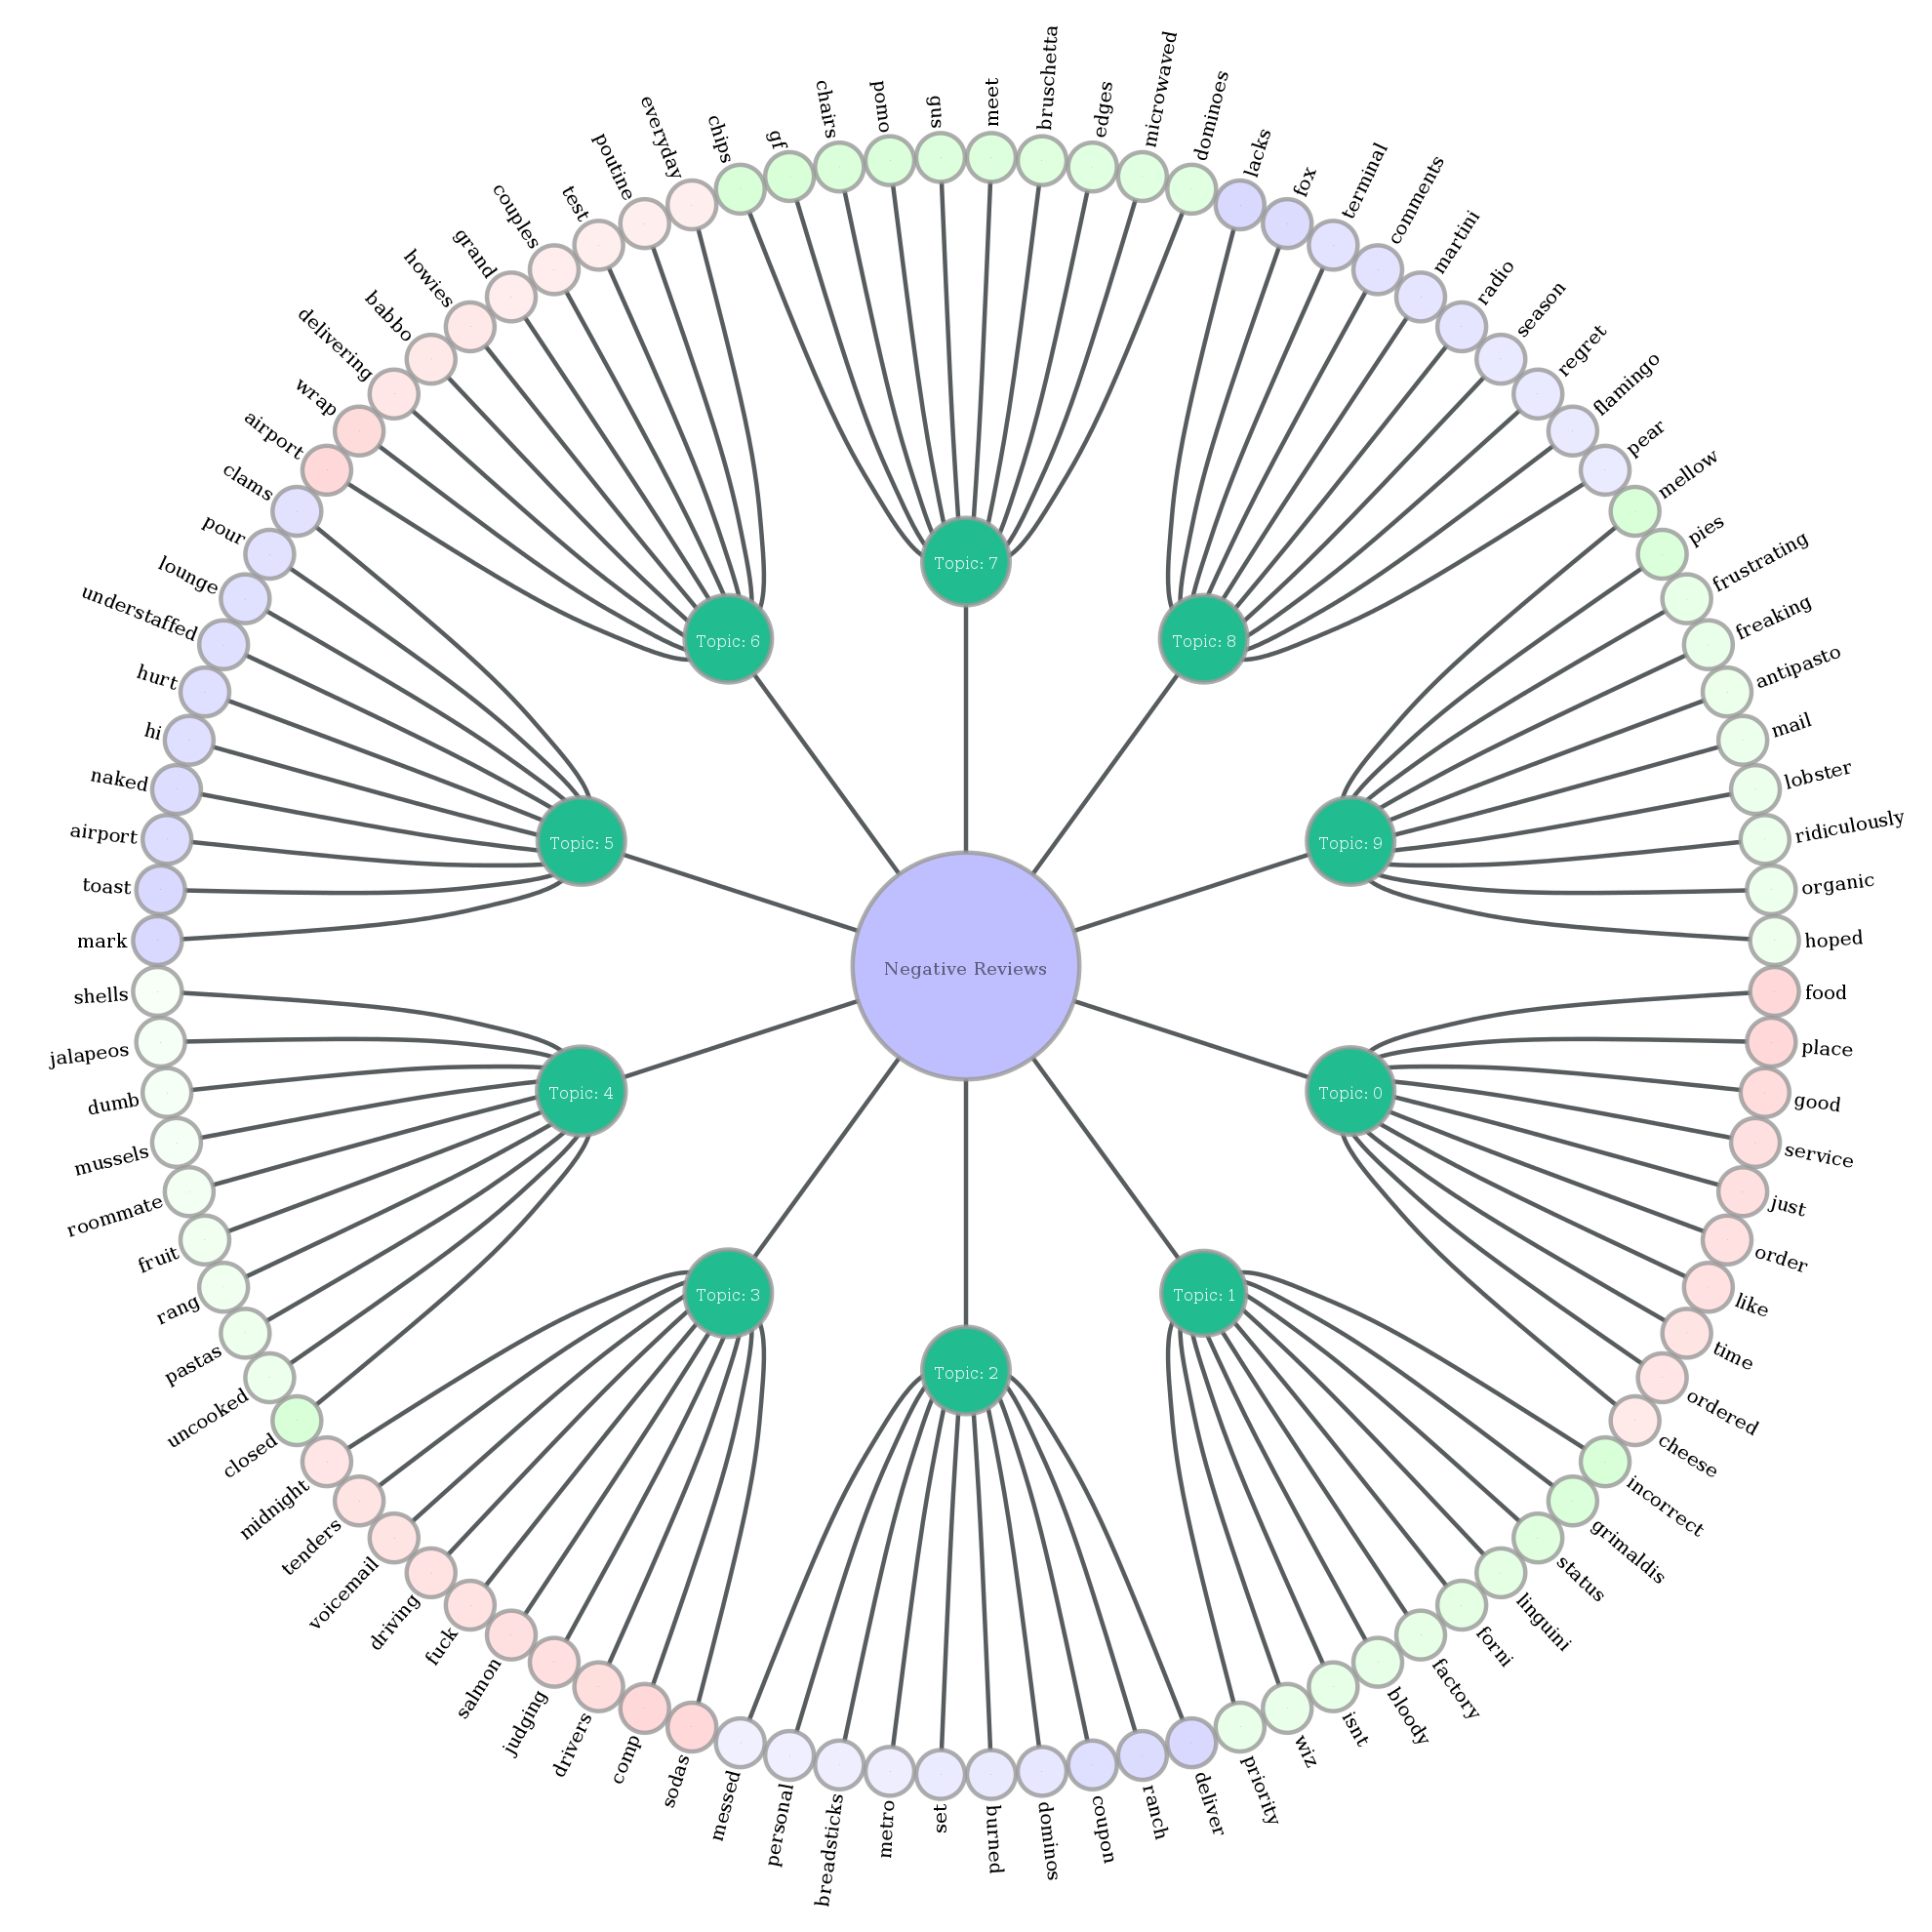 Negative Reviews
Topic: 0
food
place
good
service
just
order
like
time
ordered
cheese
Topic: 1
incorrect
grimaldis
status
linguini
forni
factory
bloody
isnt
wiz
priority
Topic: 2
deliver
ranch
coupon
dominos
burned
set
metro
breadsticks
personal
messed
Topic: 3
sodas
comp
drivers
judging
salmon
fuck
driving
voicemail
tenders
midnight
Topic: 4
closed
uncooked
pastas
rang
fruit
roommate
mussels
dumb
jalapeos
shells
Topic: 5
mark
toast
airport
naked
hi
hurt
understaffed
lounge
pour
clams
Topic: 6
airport
wrap
delivering
babbo
howies
grand
couples
test
poutine
everyday
Topic: 7
chips
gf
chairs
pomo
gus
meet
bruschetta
edges
microwaved
dominoes
Topic: 8
lacks
fox
terminal
comments
martini
radio
season
regret
flamingo
pear
Topic: 9
mellow
pies
frustrating
freaking
antipasto
mail
lobster
ridiculously
organic
hoped